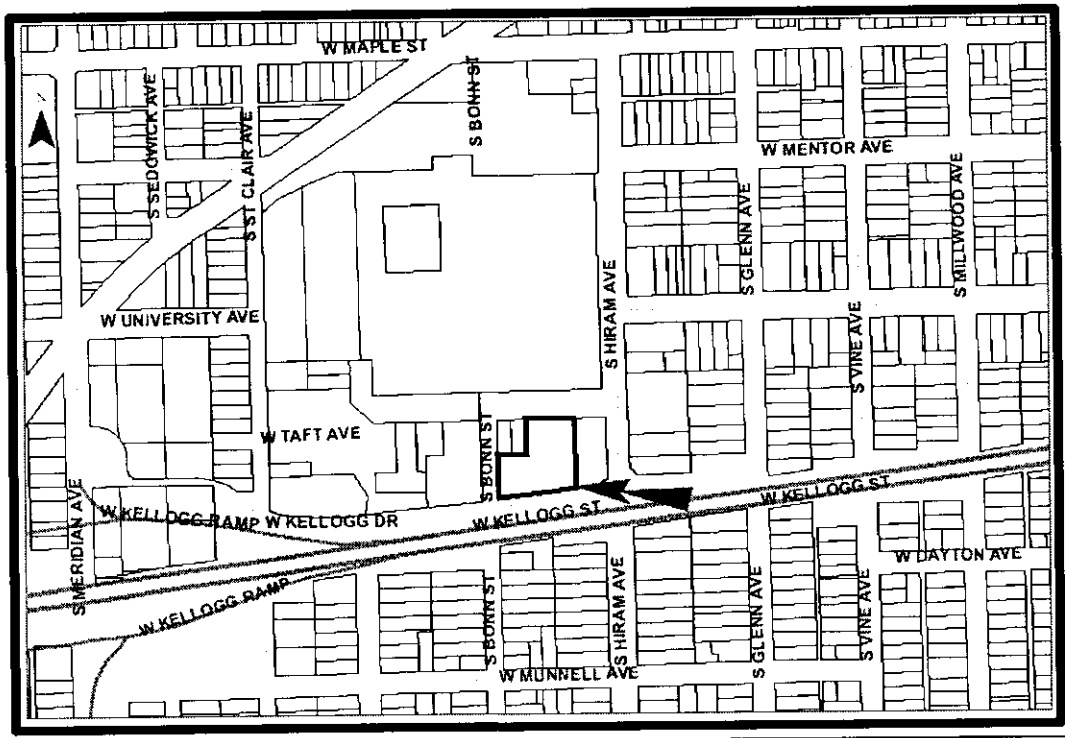 W MAPLE ST
S BONN ST
S SEDGWICK AVE
S ST CLAIR AVE
W MENTOR AVE
S GLENN AVE
S MILLWOOD AVE
S HIRAM AVE
W UNIVERSITY AVE
S VINE AVE
W TAFT AVE
S BONN ST
S MERIDIAN AVE
W KELLOGG RAMP
W KELLOGG DR
W KELLOGG ST
W KELLOGG ST
W DAYTON AVE
W KELLOGG RAMP
S BONN ST
S HIRAM AVE
S GLENN AVE
S VINE AVE
W MUNNELL AVE